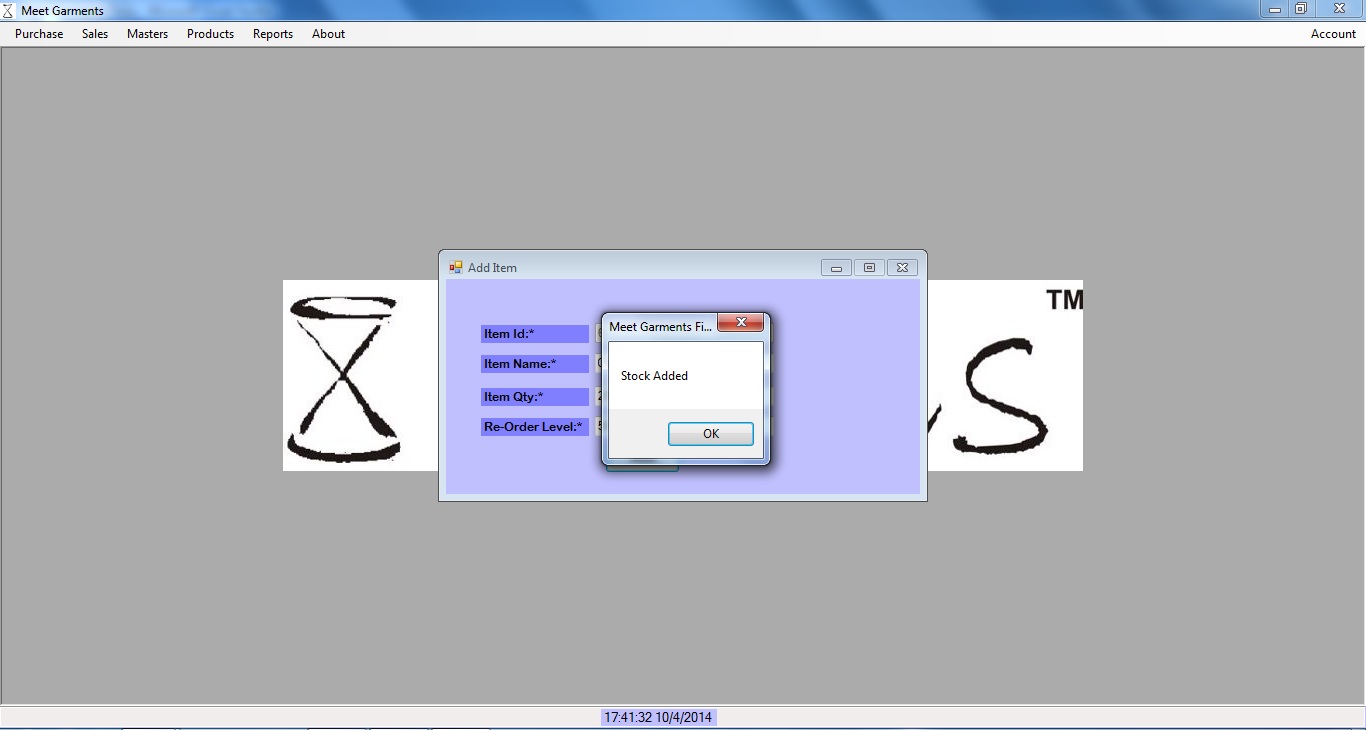 Meet Garments
Purchase Sales Masters Products Reports About Account
TM
Add Item
Meet Garments Fi...
Item Id:*
Item Name:*
Stock Added
Item Qty:*
Re-Order Level:*
OK
S
17:41:32 10/4/2014